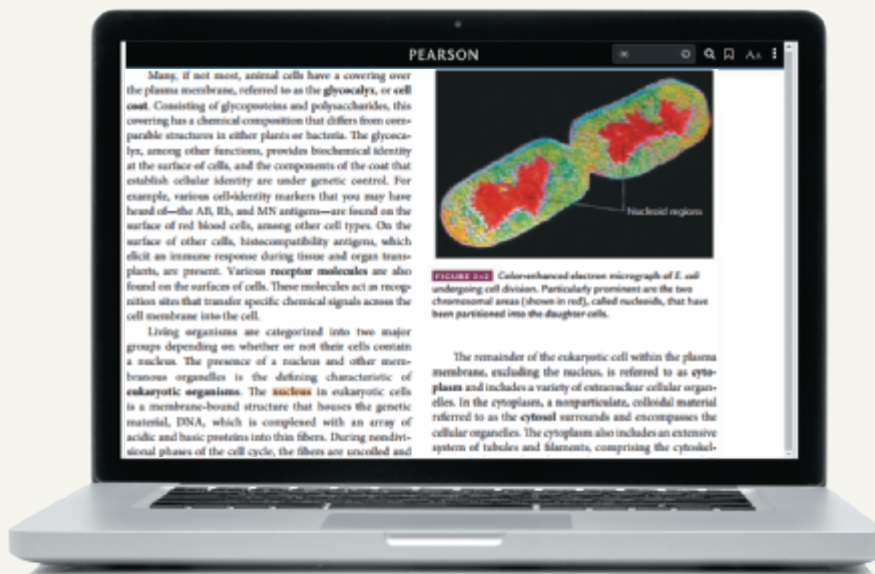 PEARSON
AA
Many, if not most, animal cells have a covering over
the plasma membrane, referred to as the glycocalyx, or cell
coat. Consisting of glycoproteins and polysaccharides, this
covering has a chemical composition that differs from com-
parable structures in either plants or bacteria. The glycoca-
lyx, among other functions, provides biochemical identity
at the surface of cells, and the components of the coat that
establish cellular identity are under genetic control. For
example, various cell-identity markers that you may have
heard of—the AB, Rh, and MN antigens—are found on the
surface of red blood cells, among other cell types. On the
surface of other cells, histocompatibility antigens, which
elicit an immune response during tissue and organ trans-
plants, are present. Various receptor molecules are also
found on the surfaces of cells. These molecules act as recog-
nition sites that transfer specific chemical signals across the
cell membrane into the cell.
Living organisms are categorized into two major
groups depending on whether or not their cells contain
a nucleus. The presence of a nucleus and other mem-
branous organelles is the defining characteristic of
eukaryotic organisms. The nucleus in eukaryotic cells
is a membrane-bound structure that houses the genetic
material, DNA, which is complexed with an array of
acidic and basic proteins into thin fibers. During nondivi-
sional phases of the cell cycle, the fibers are uncoiled and
Nucleoid regions
FIGURE 2–2 Color-enhanced electron micrograph of E. coli
undergoing cell division. Particularly prominent are the two
chromosomal areas (shown in red), called nucleoids, that have
been partitioned into the daughter cells.
The remainder of the eukaryotic cell within the plasma
membrane, excluding the nucleus, is referred to as cyto-
plasm and includes a variety of extranuclear cellular organ-
elles. In the cytoplasm, a nonparticulate, colloidal material
referred to as the cytosol surrounds and encompasses the
cellular organelles. The cytoplasm also includes an extensive
system of tubules and filaments, comprising the cytoskel-